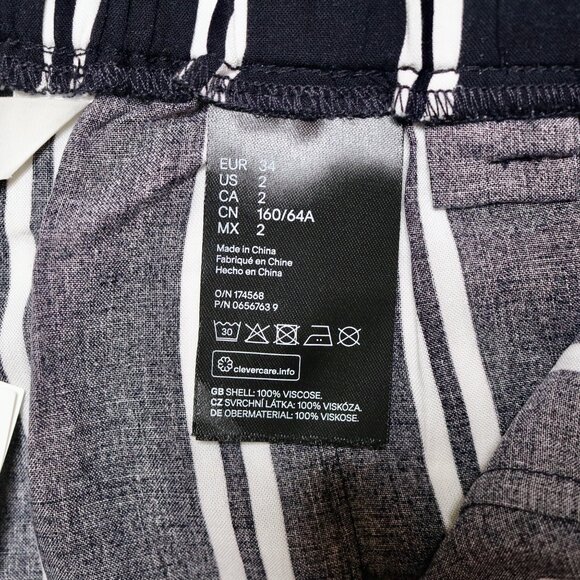 EUR 34
US 2
CA 2
CN 160/64A
MX 2
Made in China
Fabriqué en Chine
Hecho en China
O/N 174568
P/N 0656763 9
30
clevercare.info
GB SHELL: 100% VISCOSE.
CZ SVRCHNÍ LÁTKA: 100% VISKÓZA.
DE OBERMATERIAL: 100% VISKOSE.